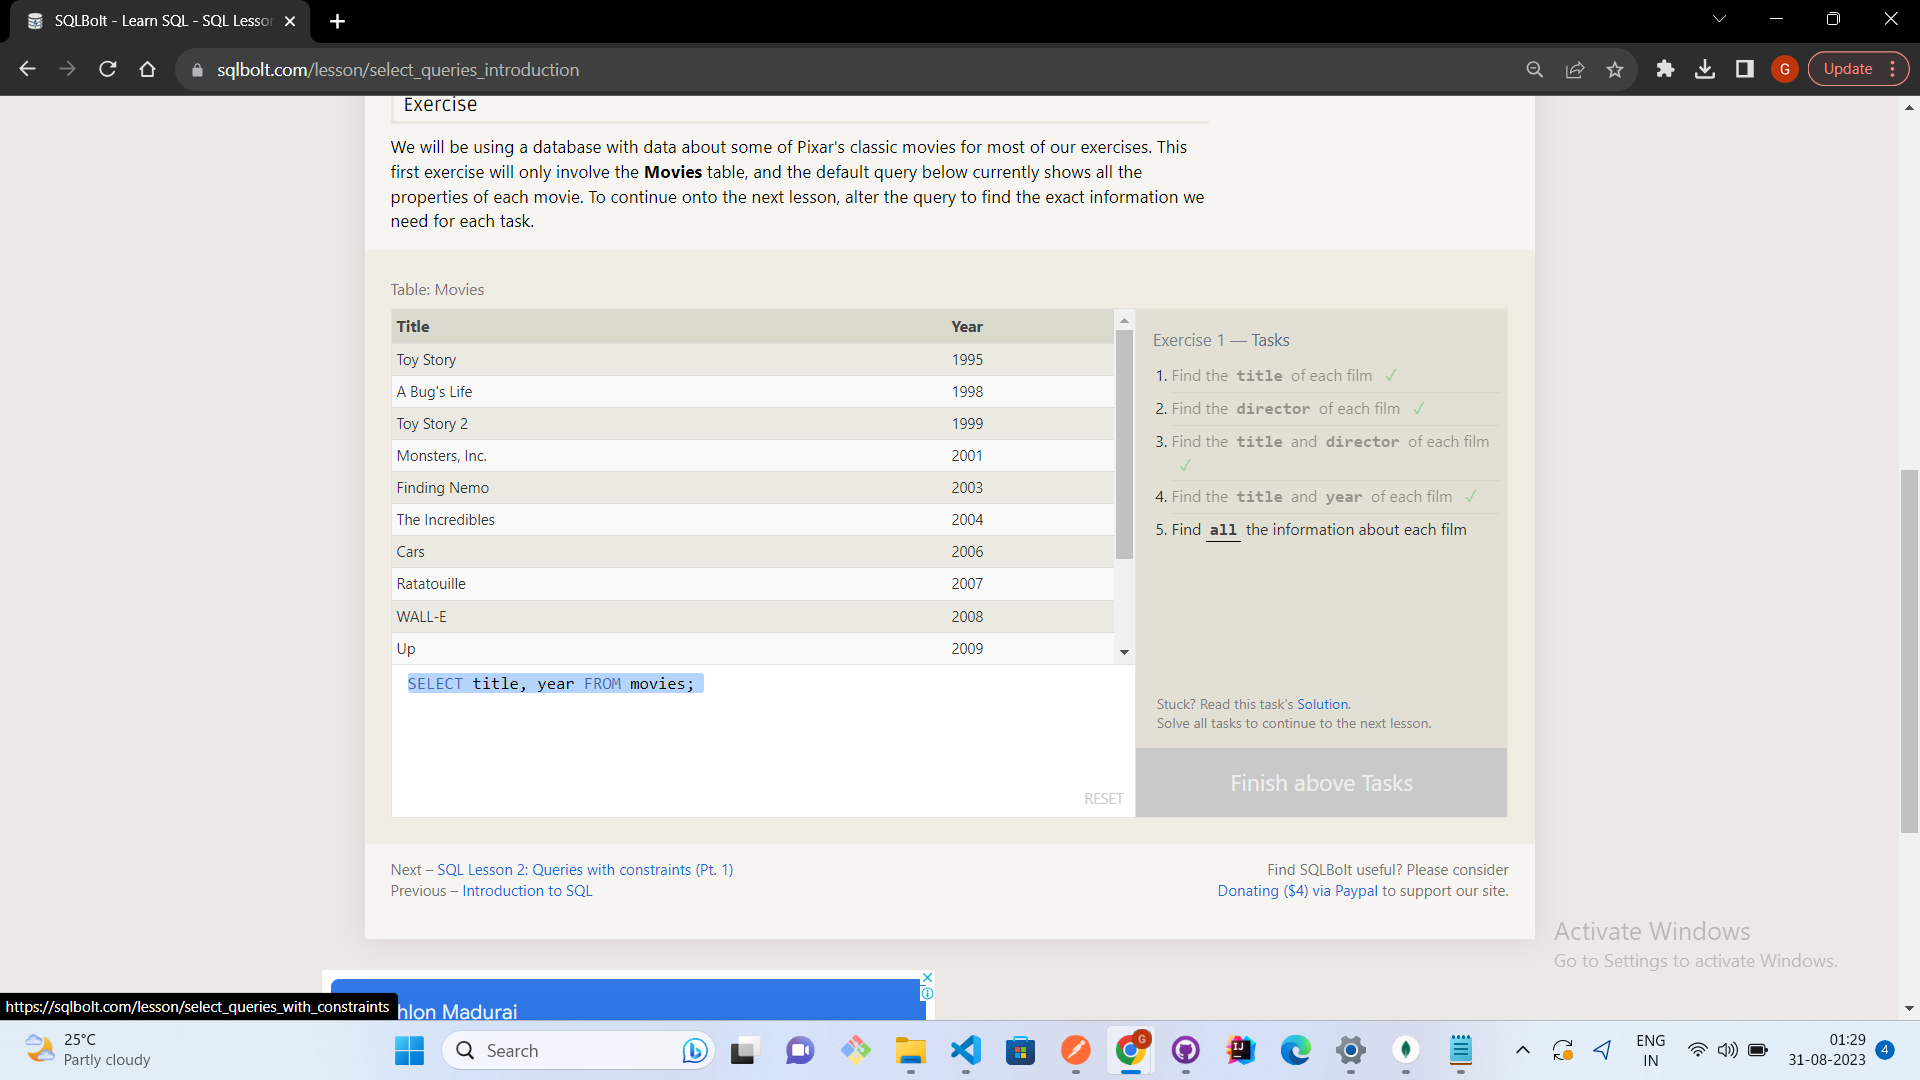 SQLBolt - Learn SQL - SQL Lesso
sqlbolt.com/lesson/select_queries_introduction
G
Update
Exercise
We will be using a database with data about some of Pixar's classic movies for most of our exercises. This
first exercise will only involve the Movies table, and the default query below currently shows all the
properties of each movie. To continue onto the next lesson, alter the query to find the exact information we
need for each task.
Table: Movies
Title Year
Toy Story 1995
A Bug's Life 1998
Toy Story 2 1999
Monsters, Inc. 2001
Finding Nemo 2003
The Incredibles 2004
Cars 2006
Ratatouille 2007
WALL-E 2008
Up 2009
SELECT title, year FROM movies;
RESET
Exercise 1 — Tasks
1. Find the title of each film ✓
2. Find the director of each film ✓
3. Find the title and director of each film
✓
4. Find the title and year of each film ✓
5. Find all the information about each film
Stuck? Read this task's Solution.
Solve all tasks to continue to the next lesson.
Finish above Tasks
Next – SQL Lesson 2: Queries with constraints (Pt. 1)
Previous – Introduction to SQL
Find SQLBolt useful? Please consider
Donating ($4) via Paypal to support our site.
Activate Windows
Go to Settings to activate Windows.
https://sqlbolt.com/lesson/select_queries_with_constraints
hlon Madurai
25°C
Partly cloudy
Search
G
IJ
ENG
IN
01:29
31-08-2023
4